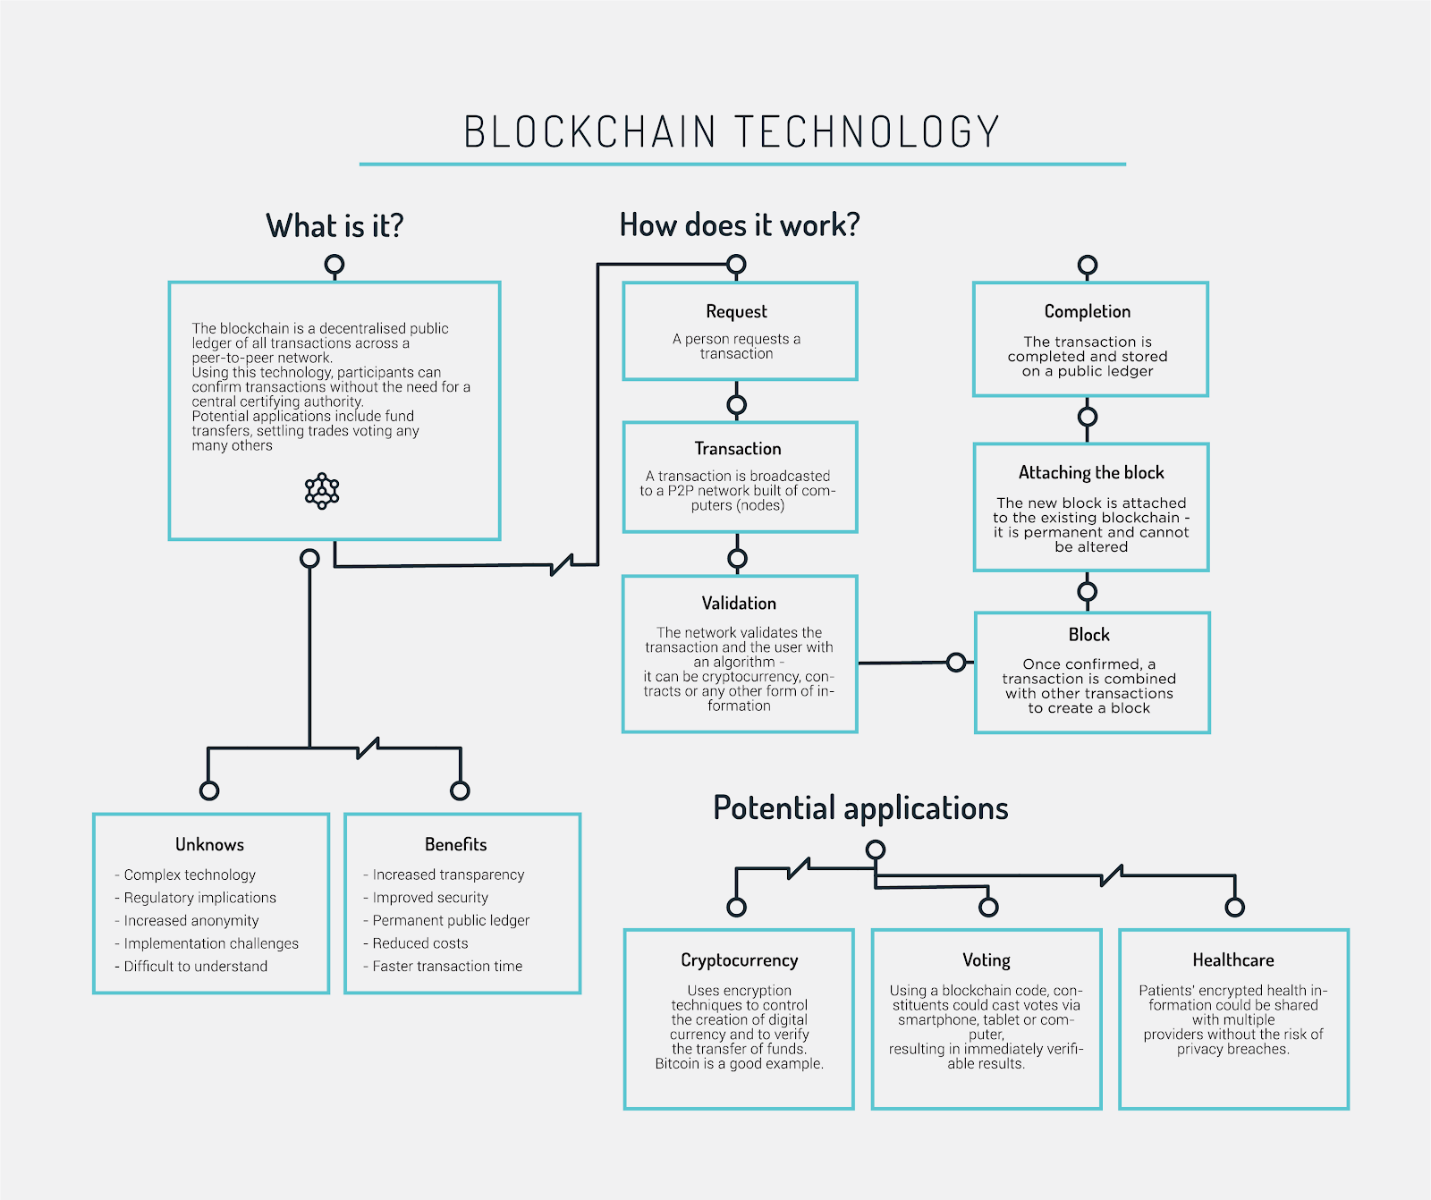 BLOCKCHAIN TECHNOLOGY
What is it?
The blockchain is a decentralised public
ledger of all transactions across a
peer-to-peer network.
Using this technology, participants can
confirm transactions without the need for a
central certifying authority.
Potential applications include fund
transfers, settling trades voting any
many others
How does it work?
Request
A person requests a
transaction
Transaction
A transaction is broadcasted
to a P2P network built of com-
puters (nodes)
Validation
The network validates the
transaction and the user with
an algorithm -
it can be cryptocurrency, con-
tracts or any other form of in-
formation
Block
Once confirmed, a
transaction is combined
with other transactions
to create a block
Attaching the block
The new block is attached
to the existing blockchain -
it is permanent and cannot
be altered
Completion
The transaction is
completed and stored
on a public ledger
Unknows
- Complex technology
- Regulatory implications
- Increased anonymity
- Implementation challenges
- Difficult to understand
Benefits
- Increased transparency
- Improved security
- Permanent public ledger
- Reduced costs
- Faster transaction time
Potential applications
Cryptocurrency
Uses encryption
techniques to control
the creation of digital
currency and to verify
the transfer of funds.
Bitcoin is a good example.
Voting
Using a blockchain code, con-
stituents could cast votes via
smartphone, tablet or com-
puter,
resulting in immediately verifi-
able results.
Healthcare
Patients' encrypted health in-
formation could be shared
with multiple
providers without the risk of
privacy breaches.